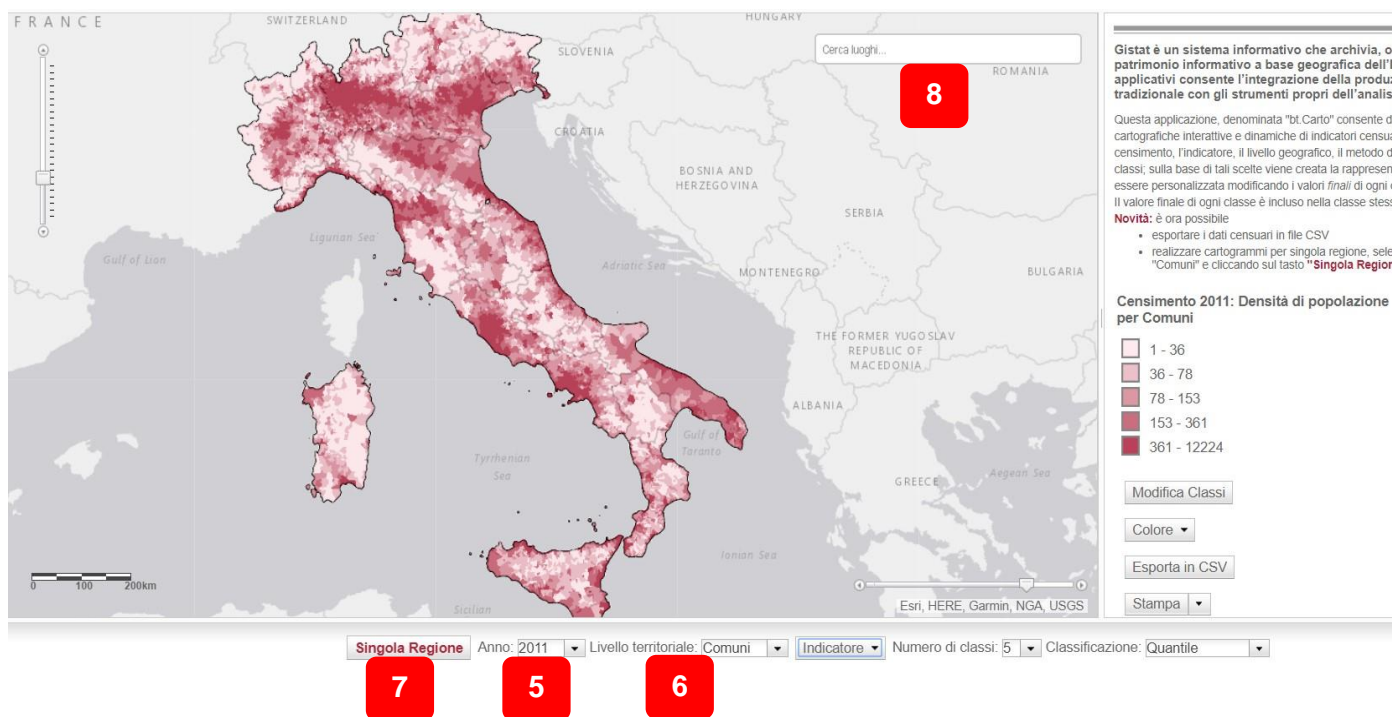 FRANCE
SWITZERLAND
HUNGARY
SLOVENIA
Cerca luoghi...
ROMANIA
8
CROATIA
BOSNIA AND
HERZEGOVINA
SERBIA
Ligurian Sea
Gulf of Lion
Adriatic Sea
MONTENEGRO
BULGARIA
THE FORMER YUGOSLAV
REPUBLIC OF
MACEDONIA
ALBANIA
Gulf of
Taranto
Tyrrhenian
Sea
GREECE
Aegean Sea
Ionian Sea
0 100 200km
Sicilian
Esri, HERE, Garmin, NGA, USGS
Gistat è un sistema informativo che archivia, o
patrimonio informativo a base geografica dell'I
applicativi consente l'integrazione della produz
tradizionale con gli strumenti propri dell'analis
Questa applicazione, denominata "bt.Carto" consente d
cartografiche interattive e dinamiche di indicatori censua
censimento, l'indicatore, il livello geografico, il metodo d
classi; sulla base di tali scelte viene creata la rappresen
essere personalizzata modificando i valori finali di ogni
Il valore finale di ogni classe è incluso nella classe stess
Novità: è ora possibile
• esportare i dati censuari in file CSV
• realizzare cartogrammi per singola regione, sele
"Comuni" e cliccando sul tasto "Singola Region
Censimento 2011: Densità di popolazione
per Comuni
1 - 36
36 - 78
78 - 153
153 - 361
361 - 12224
Modifica Classi
Colore
Esporta in CSV
Stampa
Singola Regione Anno: 2011 Livello territoriale: Comuni Indicatore Numero di classi: 5 Classificazione: Quantile
7 5 6